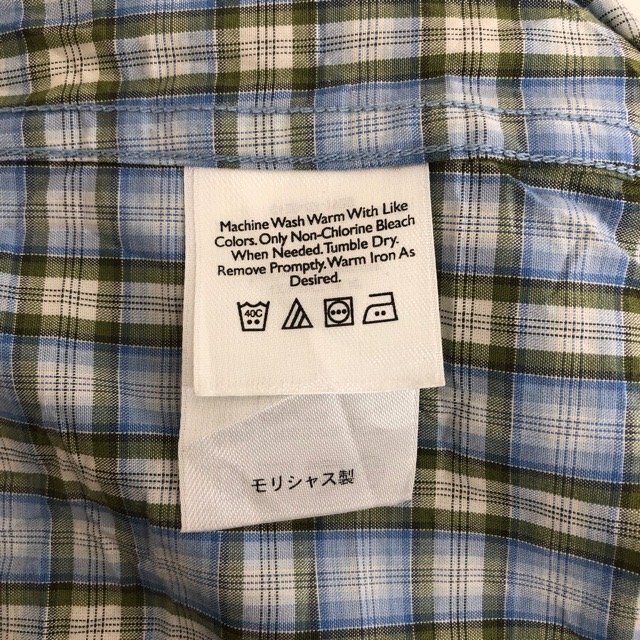 Machine Wash Warm With Like
Colors. Only Non-Chlorine Bleach
When Needed. Tumble Dry.
Remove Promptly. Warm Iron As
Desired.
40C
モリシャス製